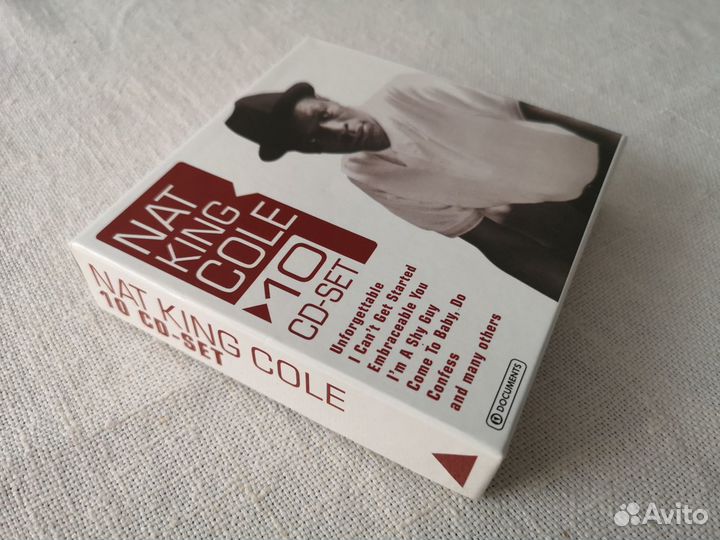 NAT
KING
COLE
10
CD-SET
Unforgettable
I Can't Get Started
Embraceable You
I'm A Shy Guy
Come To Baby, Do
Confess
and many others
DOCUMENTS
NAT KING COLE
10 CD-SET
Avito